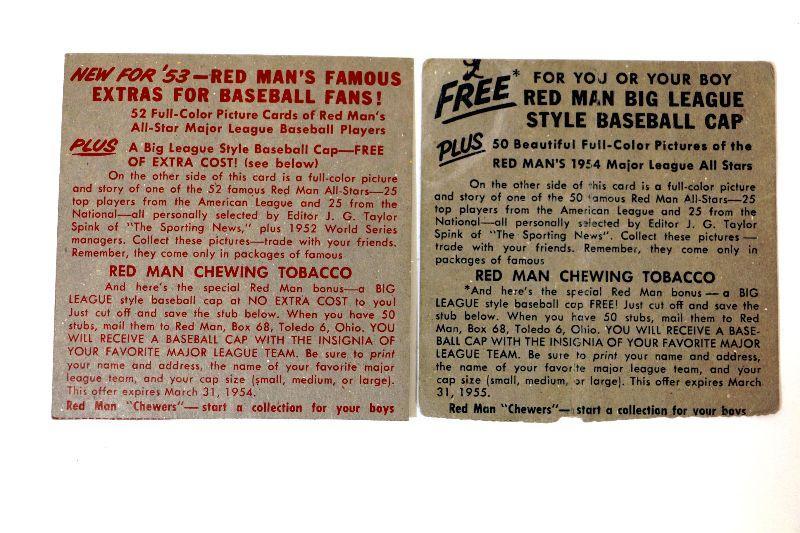 NEW FOR '53—RED MAN'S FAMOUS
EXTRAS FOR BASEBALL FANS!
52 Full-Color Picture Cards of Red Man's
All-Star Major League Baseball Players
PLUS A Big League Style Baseball Cap—FREE
OF EXTRA COST! (see below)
On the other side of this card is a full-color picture
and story of one of the 52 famous Red Man All-Stars—25
top players from the American League and 25 from the
National—all personally selected by Editor J. G. Taylor
Spink of "The Sporting News," plus 1952 World Series
managers. Collect these pictures—trade with your friends.
Remember, they come only in packages of famous
RED MAN CHEWING TOBACCO
And here's the special Red Man bonus—a BIG
LEAGUE style baseball cap at NO EXTRA COST to you!
Just cut off and save the stub below. When you have 50
stubs, mail them to Red Man, Box 68, Toledo 6, Ohio. YOU
WILL RECEIVE A BASEBALL CAP WITH THE INSIGNIA OF
YOUR FAVORITE MAJOR LEAGUE TEAM. Be sure to print
your name and address, the name of your favorite major
league team, and your cap size (small, medium, or large).
This offer expires March 31, 1954.
Red Man "Chewers"—start a collection for your boys
FREE* FOR YOU OR YOUR BOY
RED MAN BIG LEAGUE
STYLE BASEBALL CAP
PLUS 50 Beautiful Full-Color Pictures of the
RED MAN'S 1954 Major League All Stars
On the other side of this card is a full-color picture
and story of one of the 50 famous Red Man All-Stars—25
top players from the American League and 25 from the
National—all personally selected by Editor J. G. Taylor
Spink of "The Sporting News". Collect these pictures—
trade with your friends. Remember, they come only in
packages of famous
RED MAN CHEWING TOBACCO
*And here's the special Red Man bonus — a BIG
LEAGUE style baseball cap FREE! Just cut off and save the
stub below. When you have 50 stubs, mail them to Red
Man, Box 68, Toledo 6, Ohio. YOU WILL RECEIVE A BASE-
BALL CAP WITH THE INSIGNIA OF YOUR FAVORITE MAJOR
LEAGUE TEAM. Be sure to print your name and address,
the name of your favorite major league team, and your
cap size (small, medium, or large). This offer expires March
31, 1955.
Red Man "Chewers"—start a collection for your boys